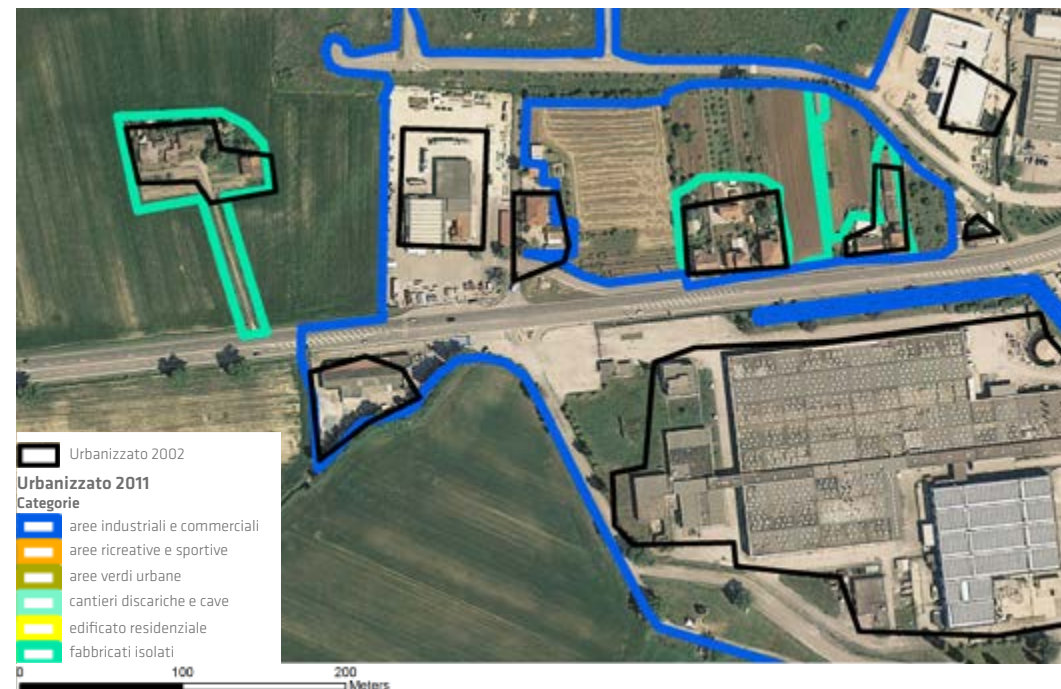 Urbanizzato 2002
Urbanizzato 2011
Categorie
aree industriali e commerciali
aree ricreative e sportive
aree verdi urbane
cantieri discariche e cave
edificato residenziale
fabbricati isolati
0 100 200
Meters